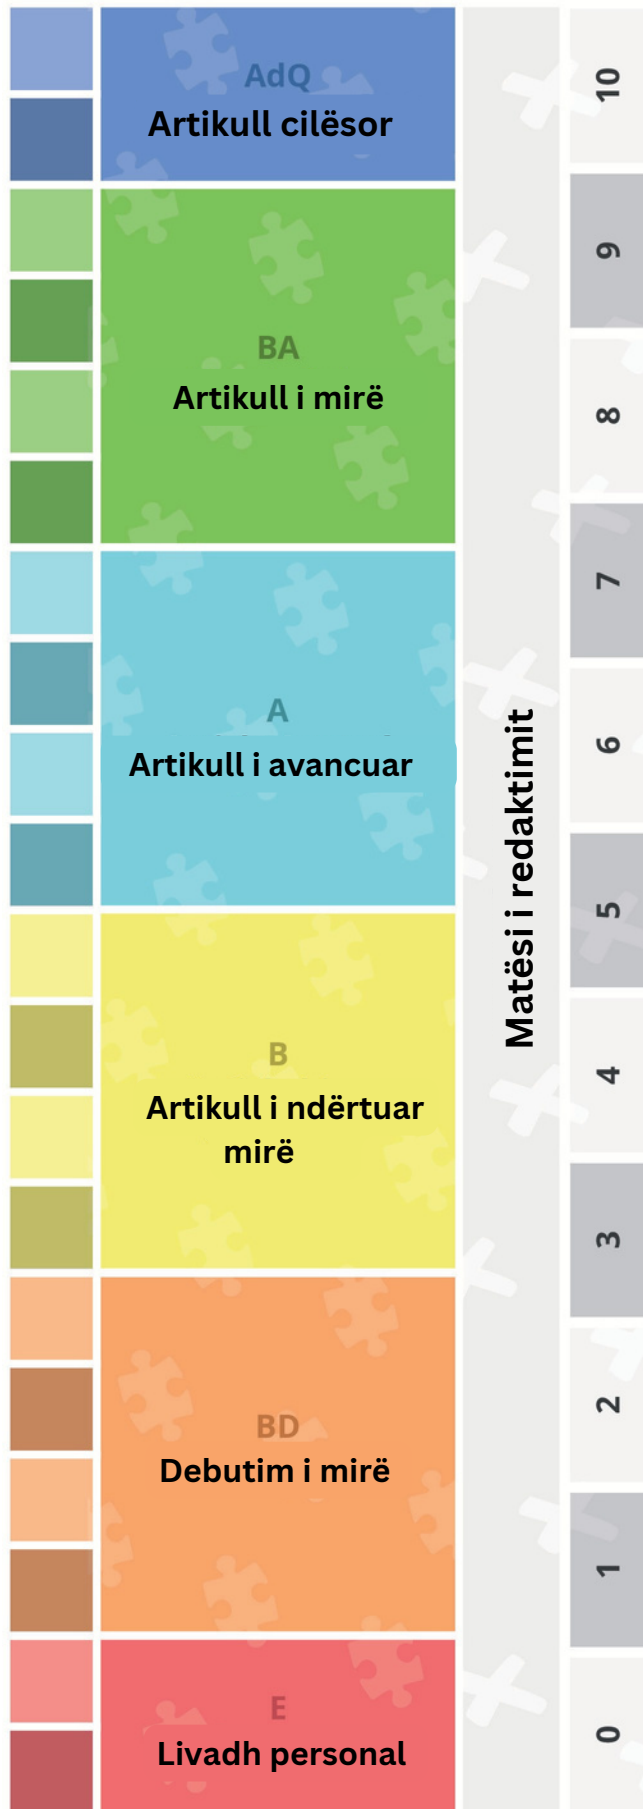 AdQ
Artikull cilësor
BA
Artikull i mirë
A
Artikull i avancuar
B
Artikull i ndërtuar
mirë
BD
Debutim i mirë
E
Livadh personal
Matësi i redaktimit
10
9
8
7
6
5
4
3
2
1
0